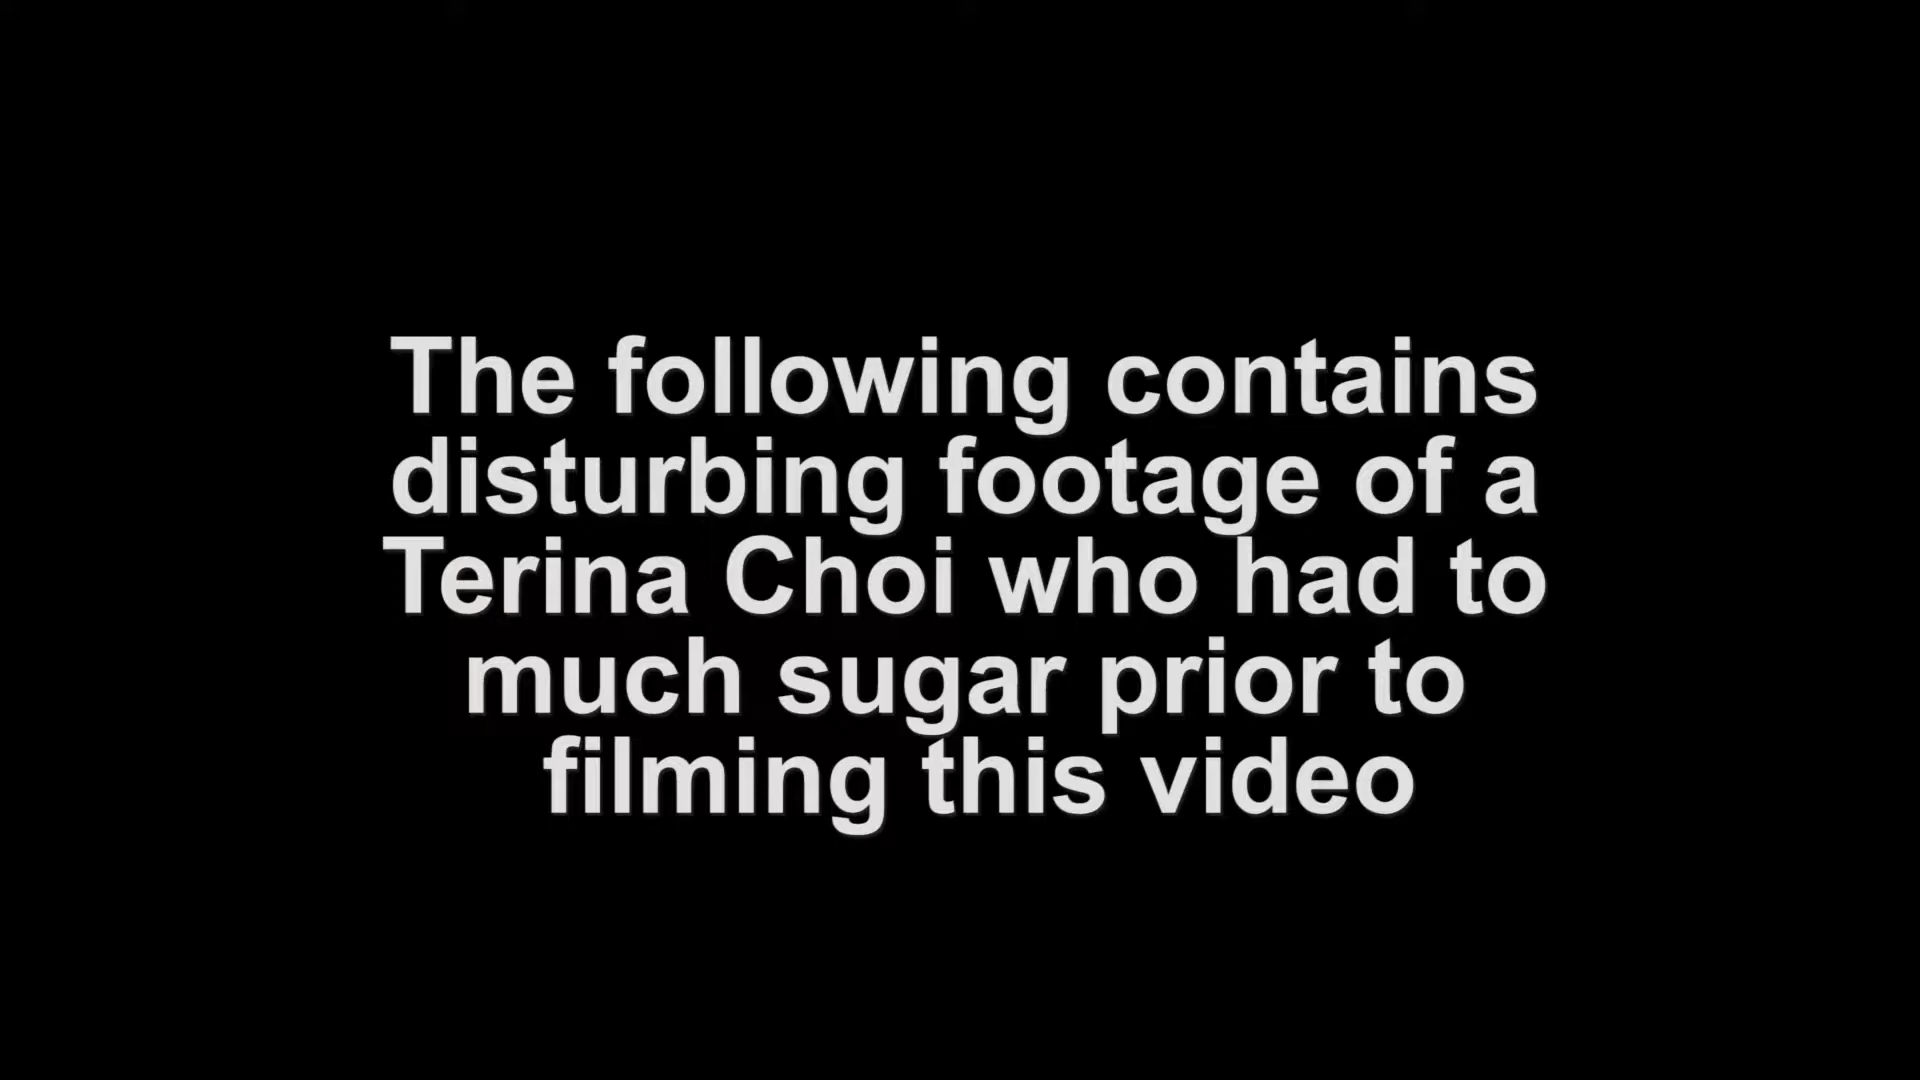 The following contains
disturbing footage of a
Terina Choi who had to
much sugar prior to
filming this video